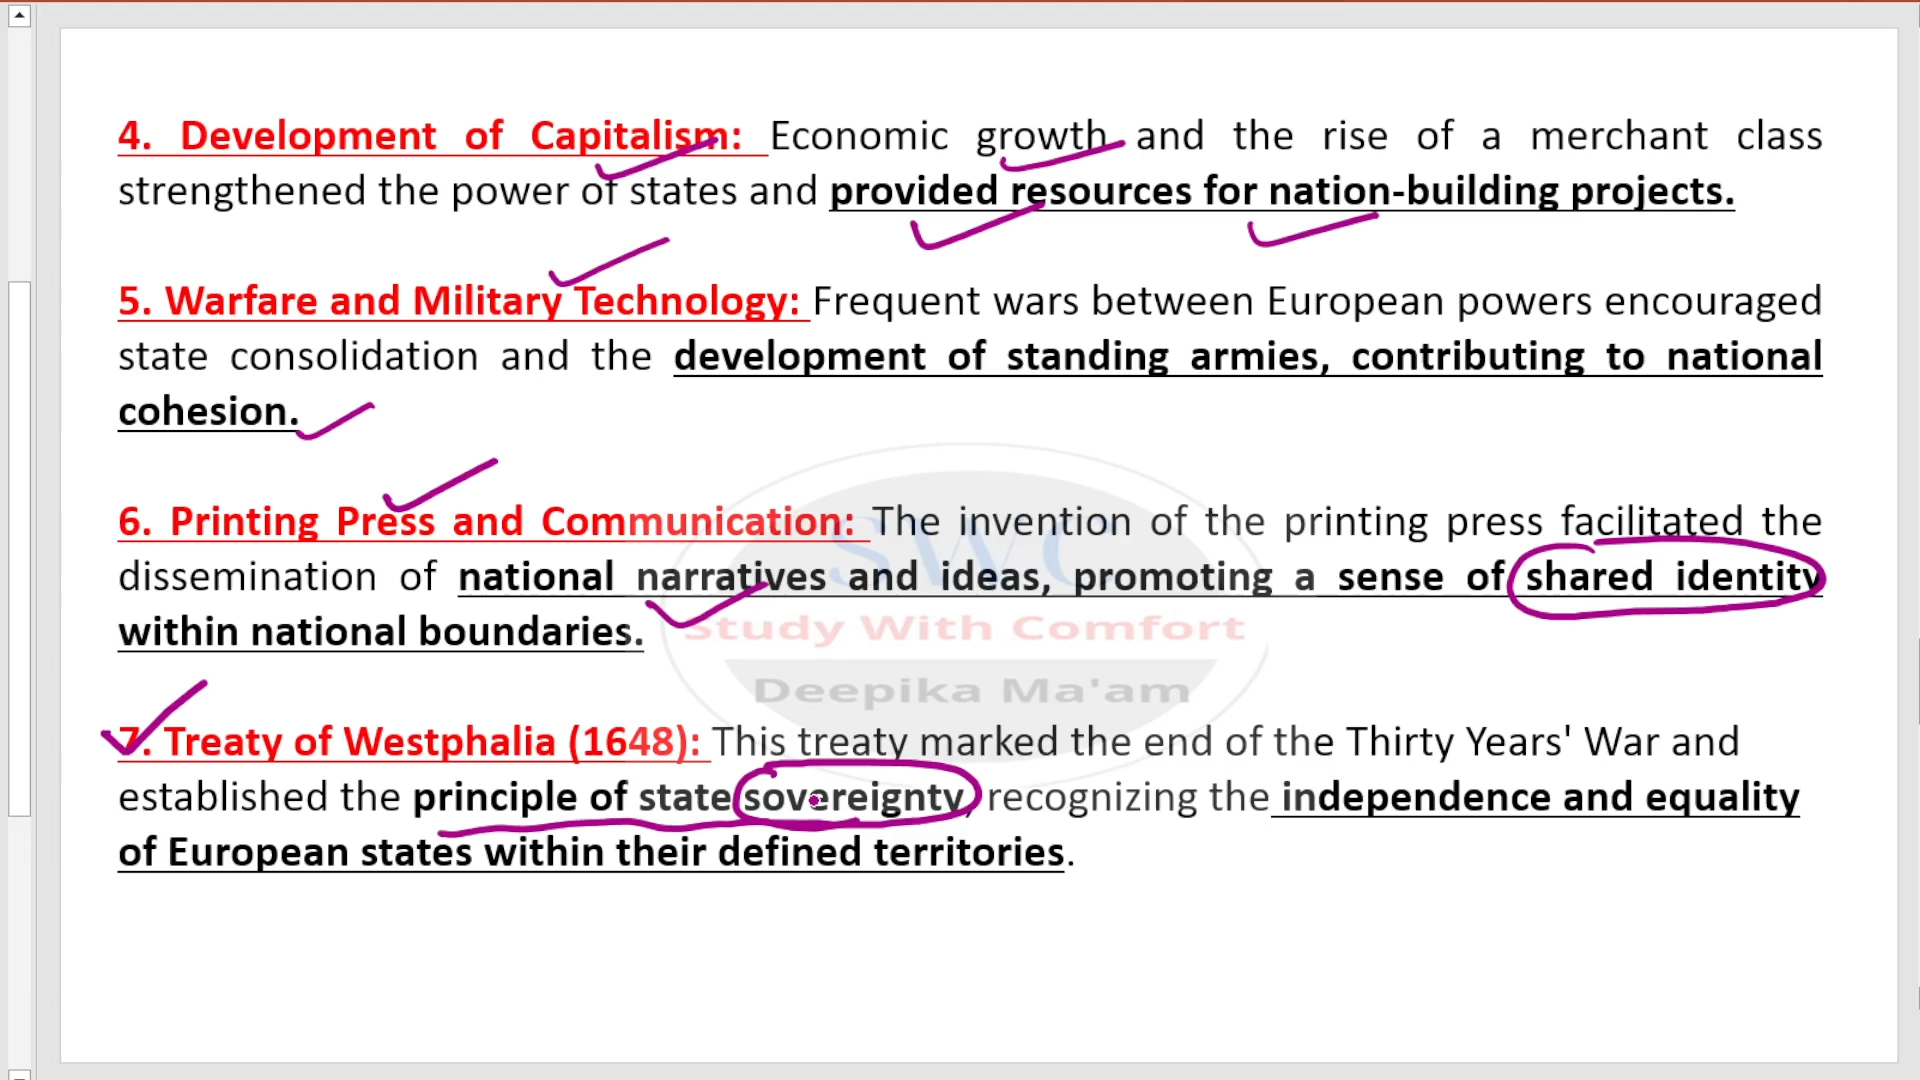 4. Development of Capitalism: Economic growth and the rise of a merchant class
strengthened the power of states and provided resources for nation-building projects.
5. Warfare and Military Technology: Frequent wars between European powers encouraged
state consolidation and the development of standing armies, contributing to national
cohesion.
6. Printing Press and Communication: The invention of the printing press facilitated the
dissemination of national narratives and ideas, promoting a sense of shared identity
within national boundaries.
7. Treaty of Westphalia (1648): This treaty marked the end of the Thirty Years' War and
established the principle of state sovereignty, recognizing the independence and equality
of European states within their defined territories.
SWC
Study With Comfort
Deepika Ma'am